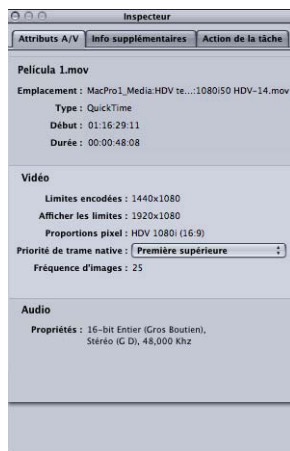 Inspecteur
Attributs A/V Info supplémentaires Action de la tâche
Película 1.mov
Emplacement : MacPro1_Media:HDV te...:1080i50 HDV-14.mov
Type : QuickTime
Début : 01:16:29:11
Durée : 00:00:48:08
Vidéo
Limites encodées : 1440x1080
Afficher les limites : 1920x1080
Proportions pixel : HDV 1080i (16:9)
Priorité de trame native : Première supérieure
Fréquence d'images : 25
Audio
Propriétés : 16-bit Entier (Gros Boutien),
Stéréo (G D), 48,000 Khz